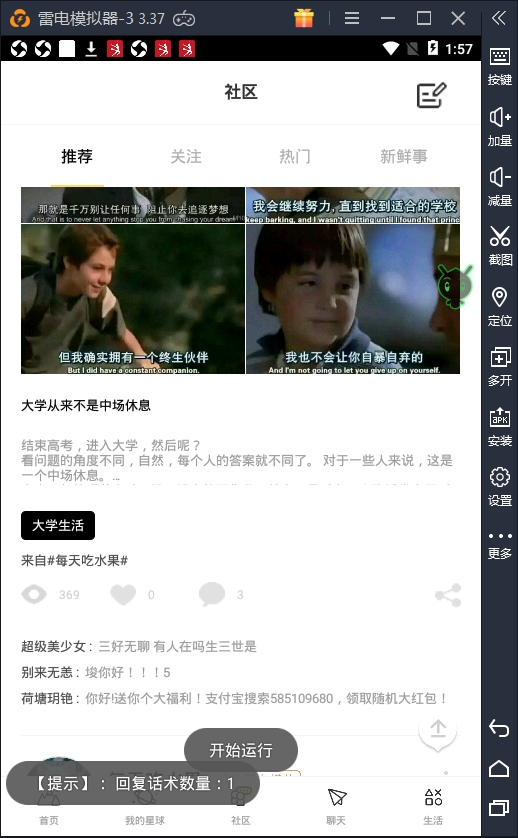 雷电模拟器-3 3.37
1:57
社区
推荐 关注 热门 新鲜事
那就是千万别让任何事 阻止你去追逐梦想
And that is to never let anything stop you from chasing your dream
我会继续努力, 直到找到适合的学校
keep barking, and I wasn't quitting until I found that princ
但我确实拥有一个终生伙伴
But I did have a constant companion.
我也不会让你自暴自弃的
And I'm not going to let you give up on yourself.
大学从来不是中场休息
结束高考，进入大学，然后呢？
看问题的角度不同，自然，每个人的答案就不同了。 对于一些人来说，这是
一个中场休息。...
大学生活
来自#每天吃水果#
369 0 3
超级美少女 : 三好无聊 有人在吗生三世是
别来无恙 : 埈你好！！！5
荷塘玥铯 : 你好!送你个大福利！支付宝搜索585109680，领取随机大红包！
开始运行
【提示】 : 回复话术数量 : 1
首页 我的星球 社区 聊天 生活
按键
加量
减量
截图
定位
多开
APK
安装
设置
更多